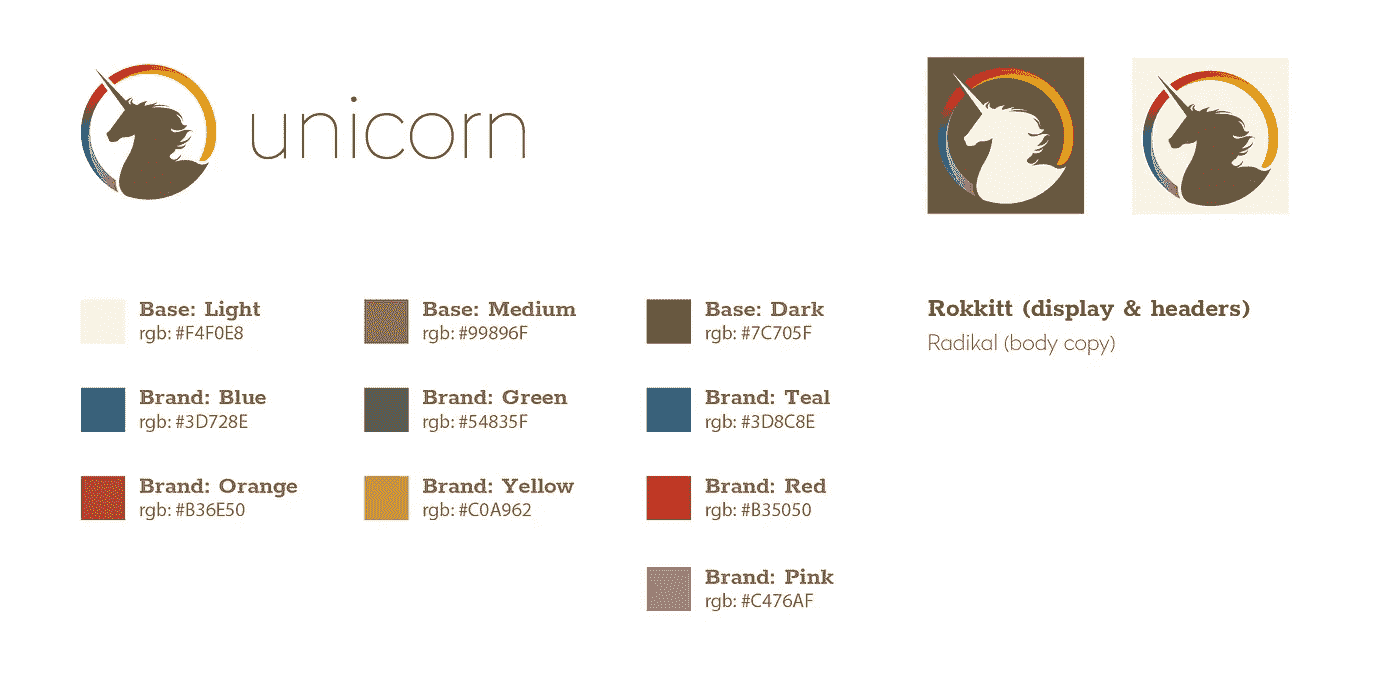 unicorn
Base: Light
rgb: #F4F0E8
Base: Medium
rgb: #99896F
Base: Dark
rgb: #7C705F
Rokkitt (display & headers)
Radikal (body copy)
Brand: Blue
rgb: #3D728E
Brand: Green
rgb: #54835F
Brand: Teal
rgb: #3D8C8E
Brand: Orange
rgb: #B36E50
Brand: Yellow
rgb: #C0A962
Brand: Red
rgb: #B35050
Brand: Pink
rgb: #C476AF